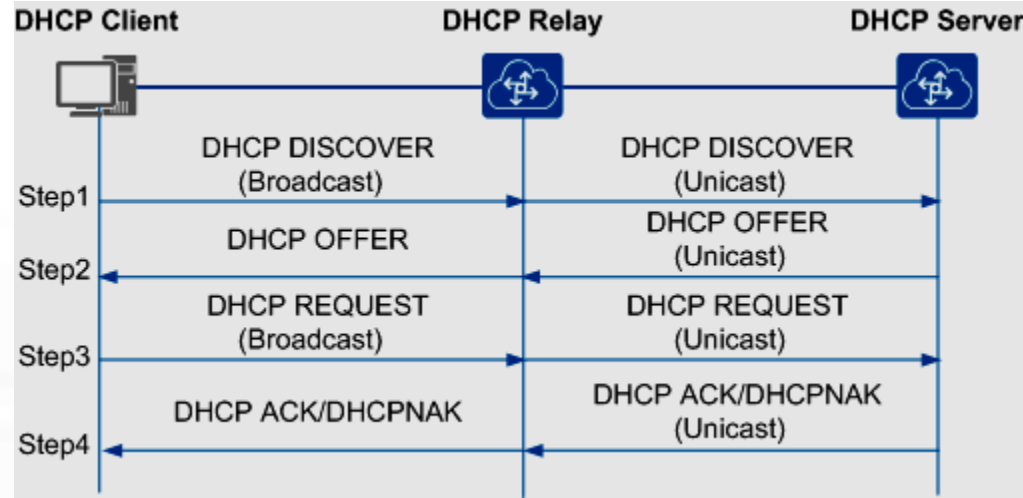 DHCP Client
DHCP Relay
DHCP Server
DHCP DISCOVER
(Broadcast)
DHCP DISCOVER
(Unicast)
Step1
DHCP OFFER
DHCP OFFER
(Unicast)
Step2
DHCP REQUEST
(Broadcast)
DHCP REQUEST
(Unicast)
Step3
DHCP ACK/DHCPNAK
DHCP ACK/DHCPNAK
(Unicast)
Step4